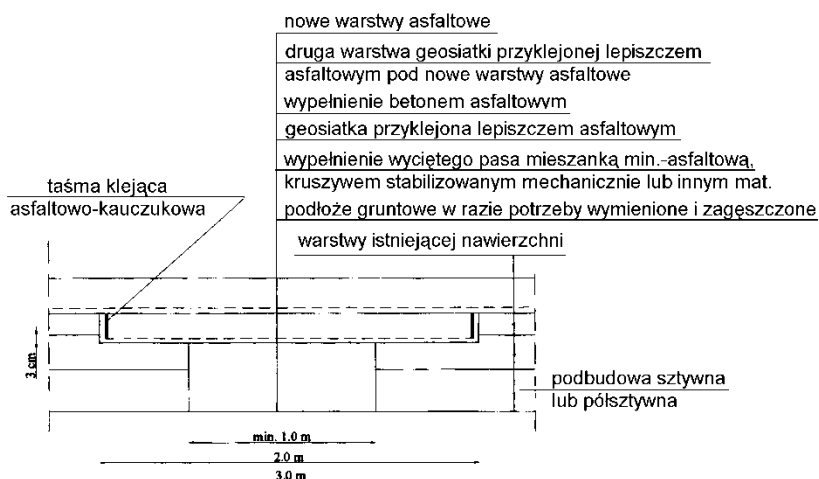 nowe warstwy asfaltowe
druga warstwa geosiatki przyklejonej lepiszczem
asfaltowym pod nowe warstwy asfaltowe
wypełnienie betonem asfaltowym
geosiatka przyklejona lepiszczem asfaltowym
wypełnienie wyciętego pasa mieszanką min.-asfaltową,
kruszywem stabilizowanym mechanicznie lub innym mat.
podłoże gruntowe w razie potrzeby wymienione i zagęszczone
warstwy istniejącej nawierzchni
taśma klejąca
asfaltowo-kauczukowa
3 cm
podbudowa sztywna
lub półsztywna
min. 1.0 m
2.0 m
3.0 m